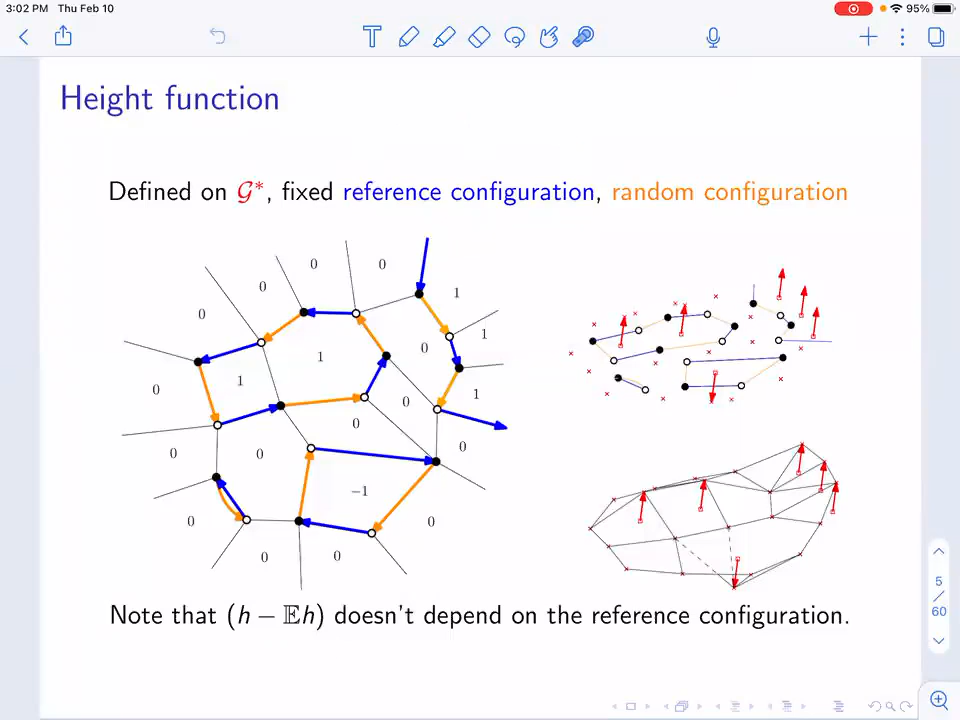 3:02 PM Thu Feb 10
95%
T
Height function
Defined on 𝒢*, fixed reference configuration, random configuration
0 0 0
0 1
1
0
0 1 0 1
0 0
0 0 0
−1
0 0
0 0
Note that (h − 𝔼h) doesn't depend on the reference configuration.
5
/
60